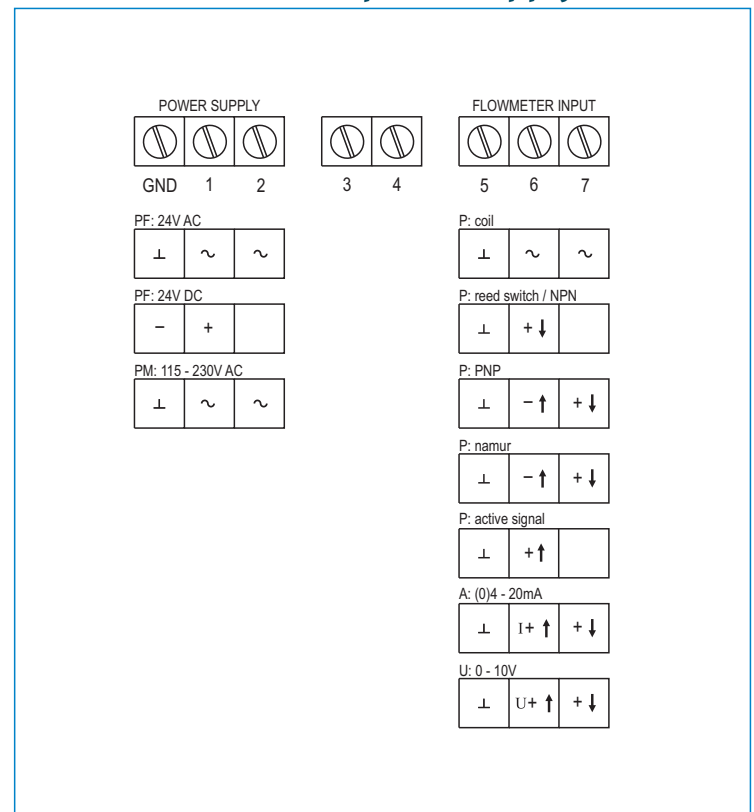 POWER SUPPLY
FLOWMETER INPUT
GND 1 2 3 4 5 6 7
PF: 24V AC
⊥ ~ ~
PF: 24V DC
− +
PM: 115 - 230V AC
⊥ ~ ~
P: coil
⊥ ~ ~
P: reed switch / NPN
⊥ +↓
P: PNP
⊥ −↑ +↓
P: namur
⊥ −↑ +↓
P: active signal
⊥ +↑
A: (0)4 - 20mA
⊥ I+ ↑ +↓
U: 0 - 10V
⊥ U+ ↑ +↓